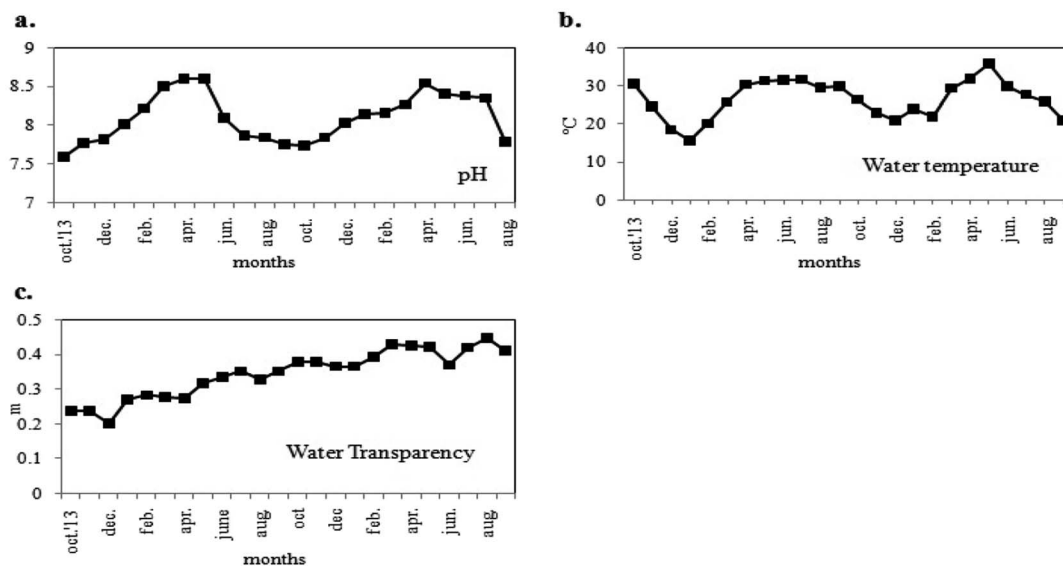 a.
9
8.5
8
7.5
7
pH
oct.'13
dec.
feb.
apr.
jun.
aug
oct.
dec.
feb.
apr.
jun.
aug
months
b.
40
30
20
10
0
°C
Water temperature
oct.'13
dec.
feb.
apr.
jun.
aug.
oct.
dec.
feb.
apr.
jun.
aug.
months
c.
0.5
0.4
0.3
0.2
0.1
0
m
Water Transparency
oct.'13
dec.
feb.
apr.
june
aug
oct
dec
feb.
apr.
jun.
aug
months